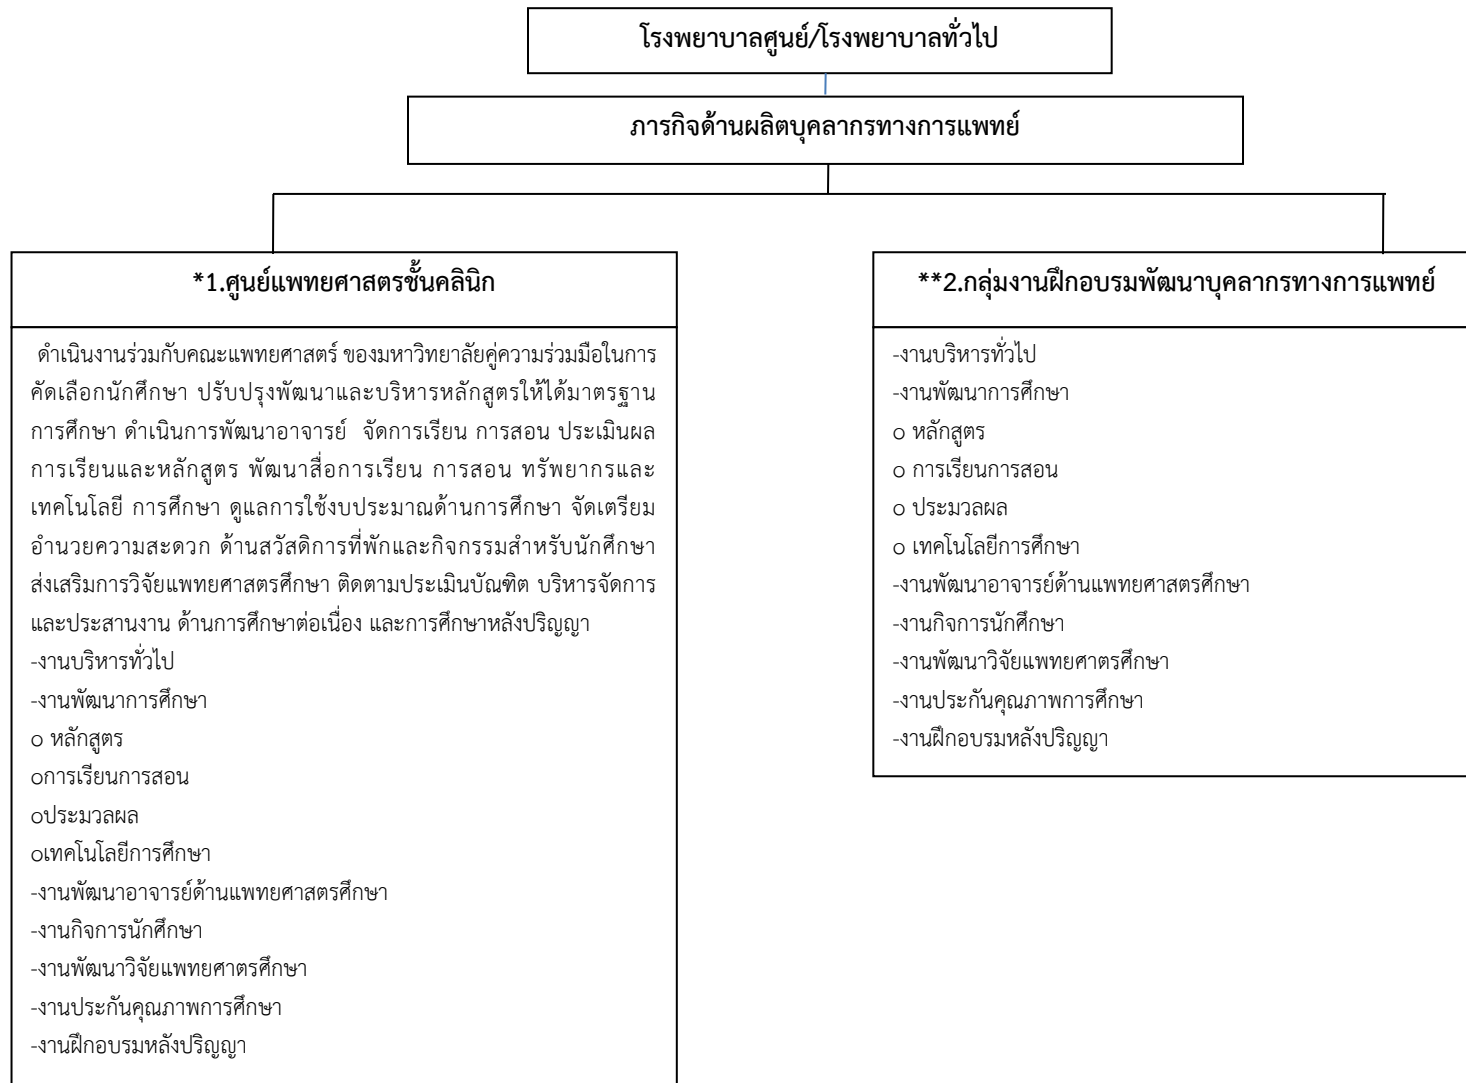 โรงพยาบาลศูนย์/โรงพยาบาลทั่วไป
ภารกิจด้านผลิตบุคลากรทางการแพทย์
*1.ศูนย์แพทยศาสตรชั้นคลินิก
ดำเนินงานร่วมกับคณะแพทยศาสตร์ ของมหาวิทยาลัยคู่ความร่วมมือในการ
คัดเลือกนักศึกษา ปรับปรุงพัฒนาและบริหารหลักสูตรให้ได้มาตรฐาน
การศึกษา ดำเนินการพัฒนาอาจารย์ จัดการเรียน การสอน ประเมินผล
การเรียนและหลักสูตร พัฒนาสื่อการเรียน การสอน ทรัพยากรและ
เทคโนโลยี การศึกษา ดูแลการใช้งบประมาณด้านการศึกษา จัดเตรียม
อำนวยความสะดวก ด้านสวัสดิการที่พักและกิจกรรมสำหรับนักศึกษา
ส่งเสริมการวิจัยแพทยศาสตรศึกษา ติดตามประเมินบัณฑิต บริหารจัดการ
และประสานงาน ด้านการศึกษาต่อเนื่อง และการศึกษาหลังปริญญา
-งานบริหารทั่วไป
-งานพัฒนาการศึกษา
o หลักสูตร
oการเรียนการสอน
oประมวลผล
oเทคโนโลยีการศึกษา
-งานพัฒนาอาจารย์ด้านแพทยศาสตรศึกษา
-งานกิจการนักศึกษา
-งานพัฒนาวิจัยแพทยศาตรศึกษา
-งานประกันคุณภาพการศึกษา
-งานฝึกอบรมหลังปริญญา
**2.กลุ่มงานฝึกอบรมพัฒนาบุคลากรทางการแพทย์
-งานบริหารทั่วไป
-งานพัฒนาการศึกษา
o หลักสูตร
o การเรียนการสอน
o ประมวลผล
o เทคโนโลยีการศึกษา
-งานพัฒนาอาจารย์ด้านแพทยศาสตรศึกษา
-งานกิจการนักศึกษา
-งานพัฒนาวิจัยแพทยศาตรศึกษา
-งานประกันคุณภาพการศึกษา
-งานฝึกอบรมหลังปริญญา